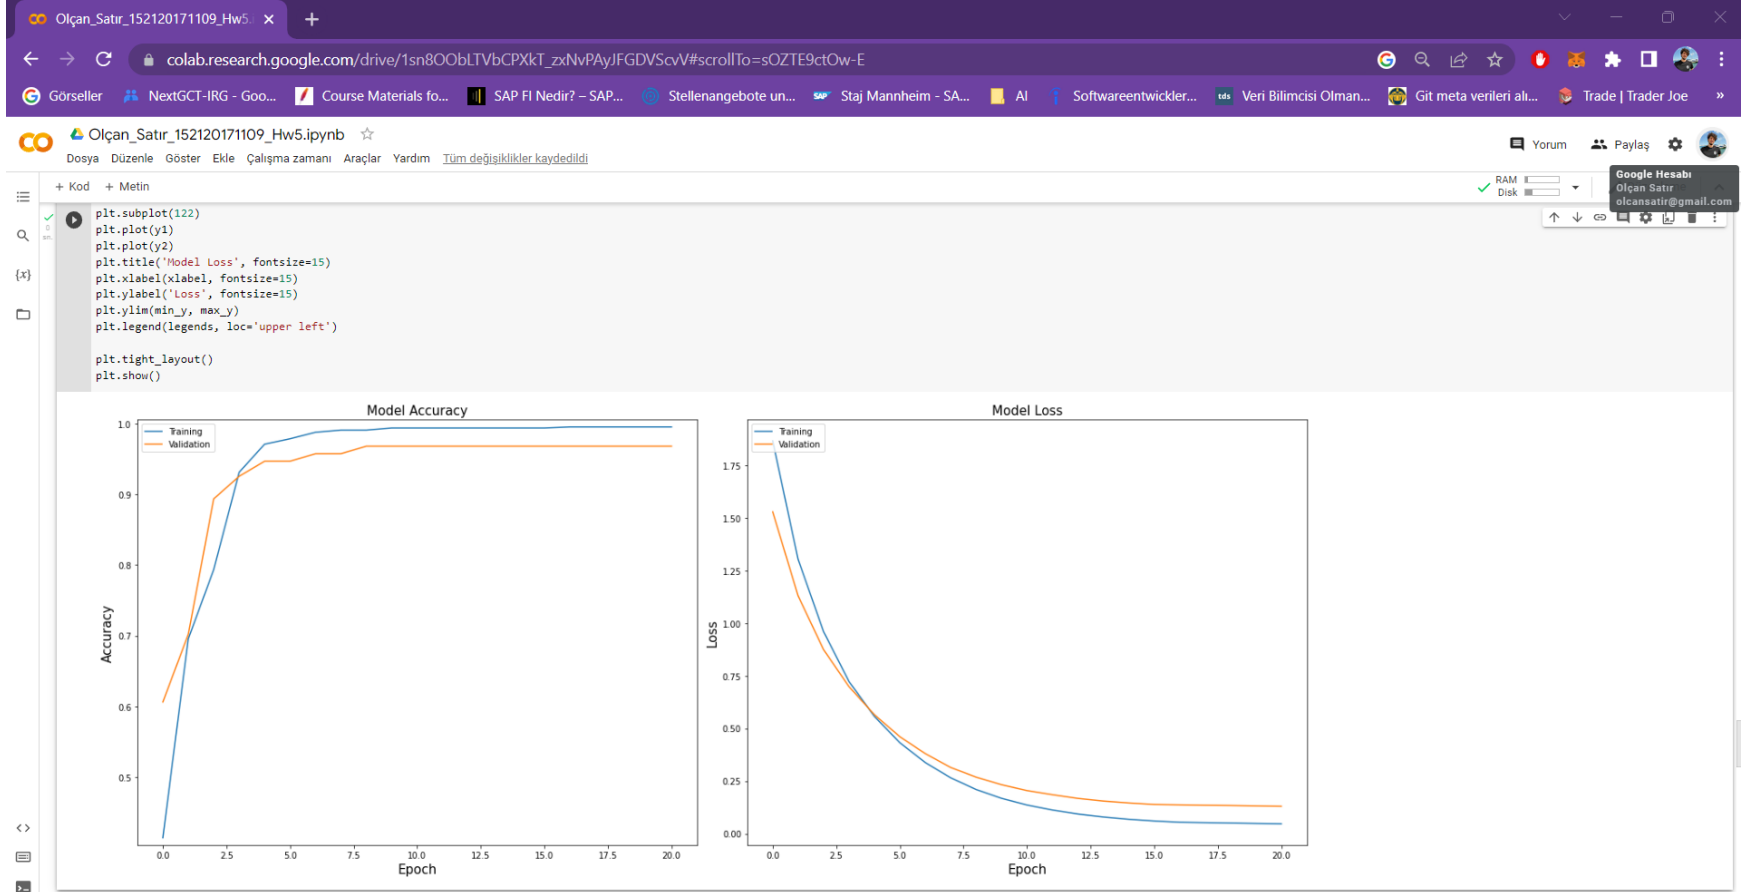 Olçan_Satır_152120171109_Hw5.
colab.research.google.com/drive/1sn8OObLTVbCPXkT_zxNvPAyJFGDVScvV#scrollTo=sOZTE9ctOw-E
Görseller NextGCT-IRG - Goo... Course Materials fo... SAP FI Nedir? – SAP... Stellenangebote un... SAP Staj Mannheim - SA... AI Softwareentwickler... tds Veri Bilimcisi Olman... Git meta verileri alı... Trade | Trader Joe »
Olçan_Satır_152120171109_Hw5.ipynb
Yorum Paylaş
Dosya Düzenle Göster Ekle Çalışma zamanı Araçlar Yardım Tüm değişiklikler kaydedildi
Google Hesabı
Olçan Satır
olcansatir@gmail.com
+ Kod + Metin
RAM
Disk
{x}
0
sn.
plt.subplot(122)
plt.plot(y1)
plt.plot(y2)
plt.title('Model Loss', fontsize=15)
plt.xlabel(xlabel, fontsize=15)
plt.ylabel('Loss', fontsize=15)
plt.ylim(min_y, max_y)
plt.legend(legends, loc='upper left')
plt.tight_layout()
plt.show()
Model Accuracy
Training
Validation
1.0
0.9
0.8
0.7
0.6
0.5
Accuracy
0.0 2.5 5.0 7.5 10.0 12.5 15.0 17.5 20.0
Epoch
Model Loss
Training
Validation
1.75
1.50
1.25
1.00
0.75
0.50
0.25
0.00
Loss
0.0 2.5 5.0 7.5 10.0 12.5 15.0 17.5 20.0
Epoch